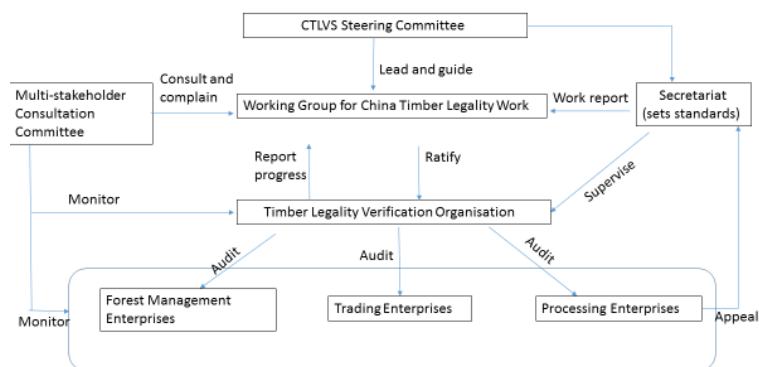 CTLVS Steering Committee
Lead and guide
Multi-stakeholder
Consultation
Committee
Consult and
complain
Working Group for China Timber Legality Work
Work report
Secretariat
(sets standards)
Report
progress
Ratify
Supervise
Monitor
Timber Legality Verification Organisation
Audit
Audit
Audit
Monitor
Forest Management
Enterprises
Trading Enterprises
Processing Enterprises
Appeal